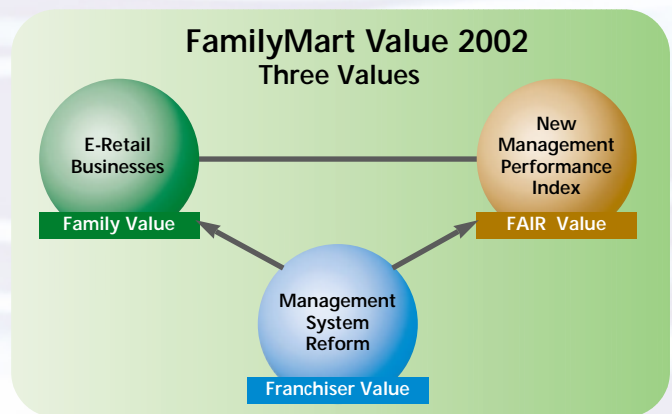 FamilyMart Value 2002
Three Values
E-Retail
Businesses
Family Value
New
Management
Performance
Index
FAIR Value
Management
System
Reform
Franchiser Value